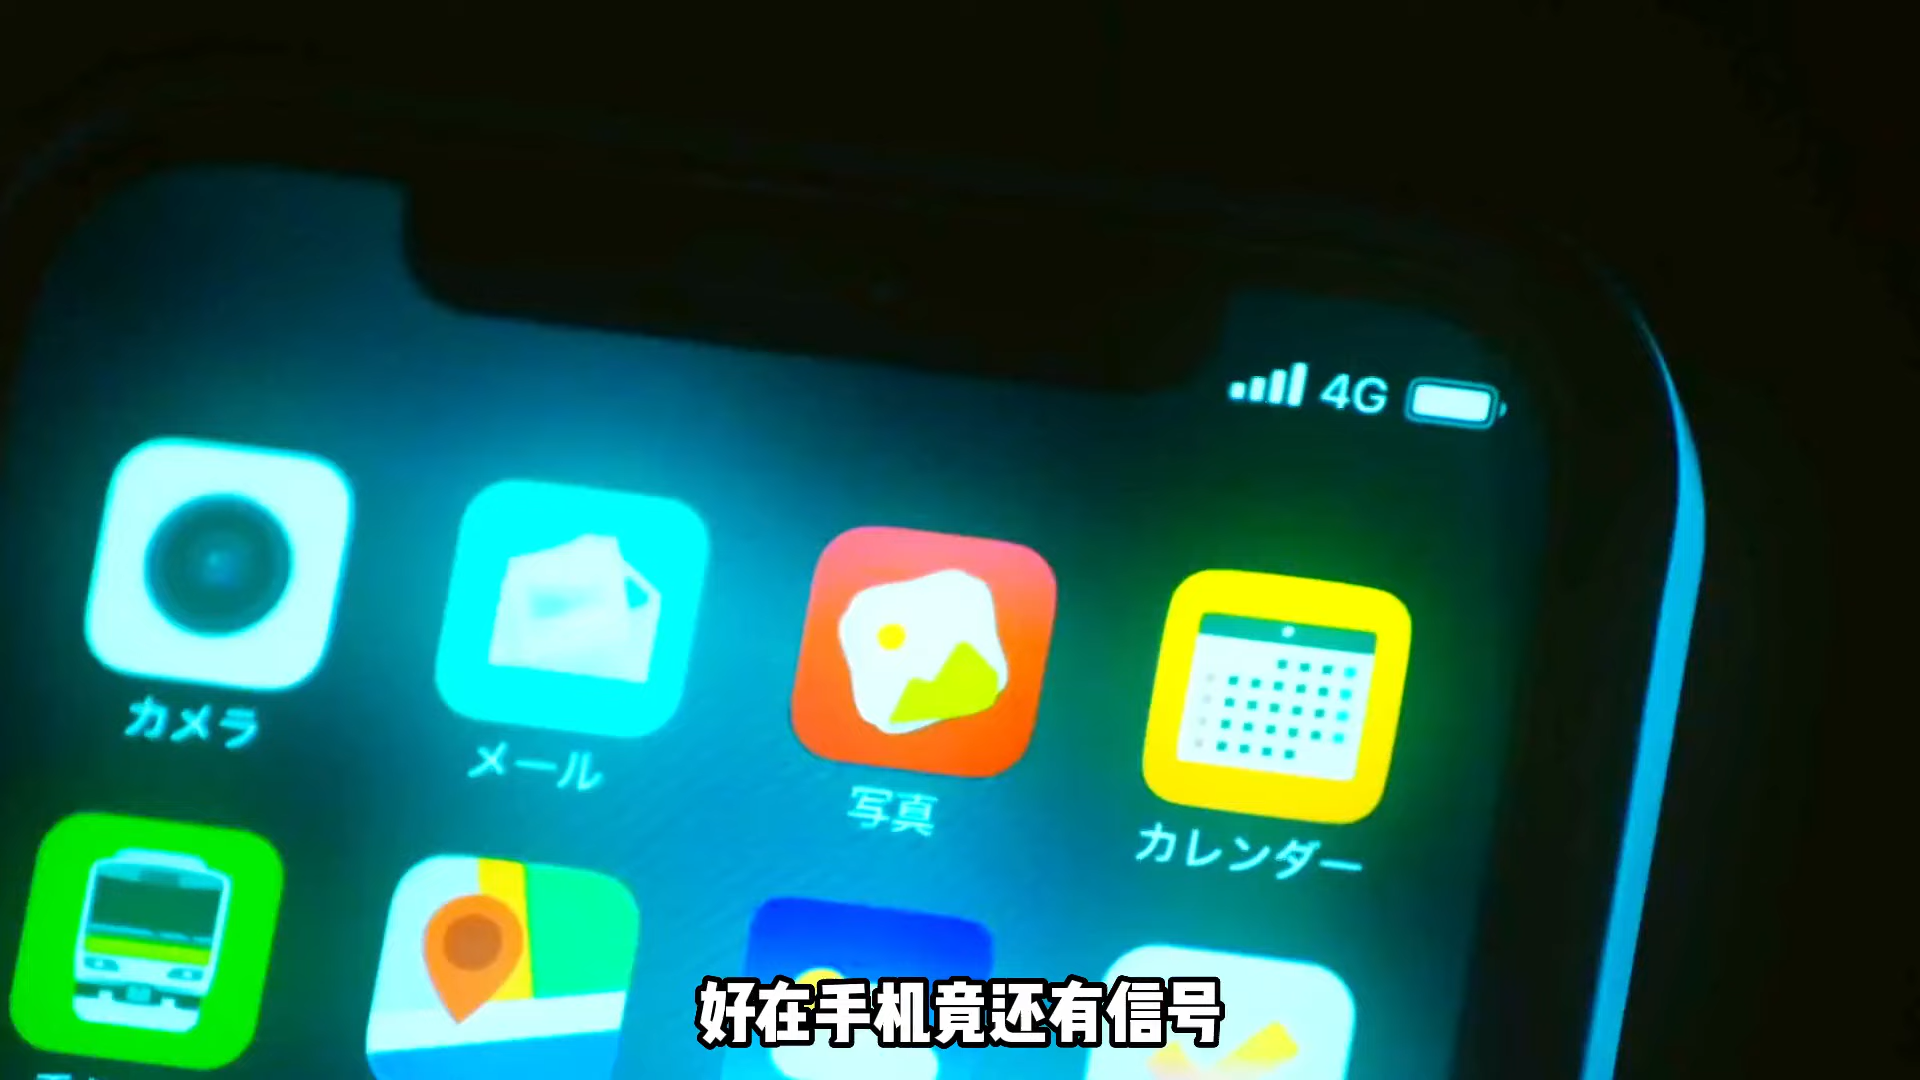 4G
カメラ
メール
写真
カレンダー
好在手机竟还有信号